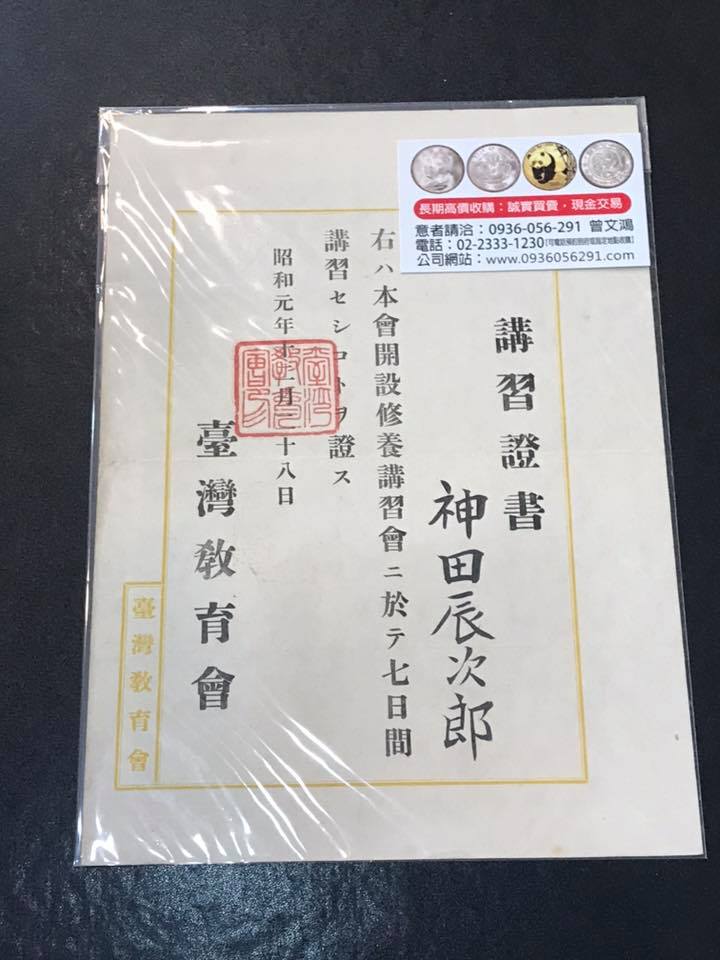 長期高價收購：誠實買賣．現金交易
意者請洽：0936-056-291 曾文鴻
電話：02-2333-1230
公司網站：www.0936056291.com
講習證書
神田辰次郎
右ハ本會開設修養講習會ニ於テ七日間
講習セシコトヲ證ス
昭和元年十二月二十八日
臺灣教育會
臺灣教育會